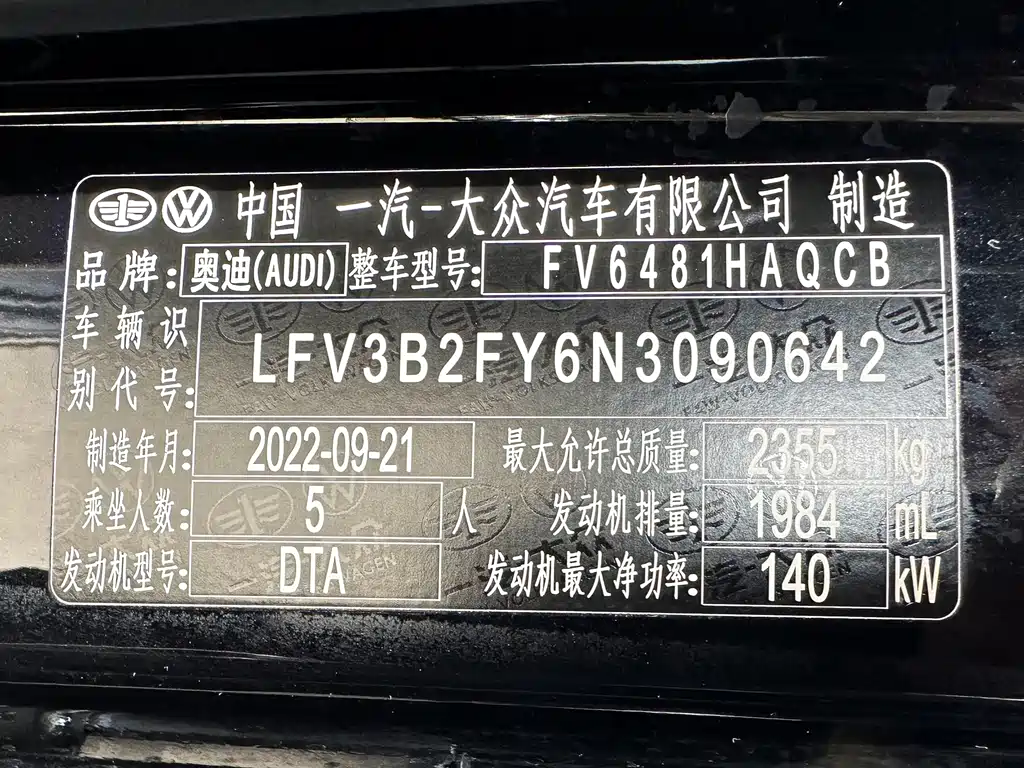 中国 一汽-大众汽车有限公司 制造
品牌: 奥迪(AUDI) 整车型号: FV6481HAQCB
车辆识别代号: LFV3B2FY6N3090642
制造年月: 2022-09-21 最大允许总质量: 2355 kg
乘坐人数: 5 人 发动机排量: 1984 mL
发动机型号: DTA 发动机最大净功率: 140 kW